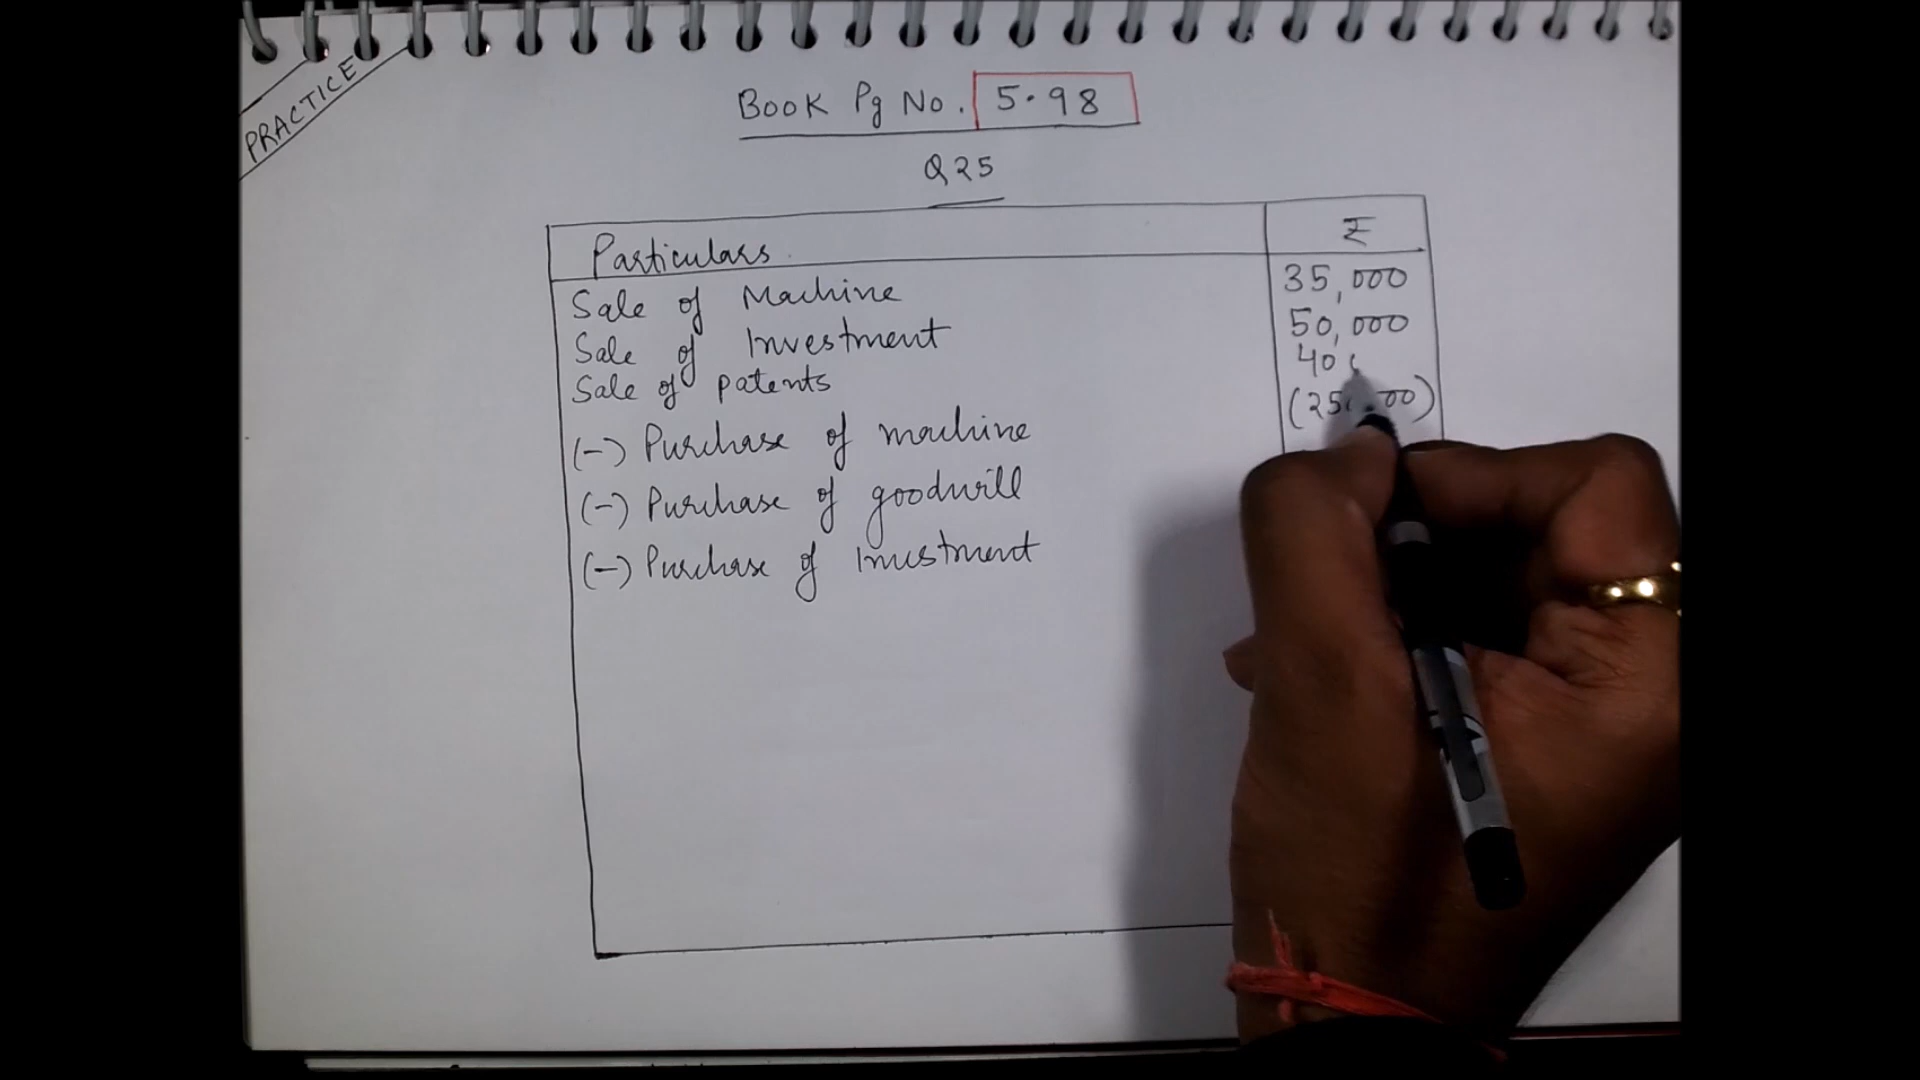 PRACTICE
Book Pg No. 5.98
Q25
Particulars ₹
Sale of Machine 35,000
Sale of Investment 50,000
Sale of patents 40
(-) Purchase of machine
(-) Purchase of goodwill
(-) Purchase of Investment